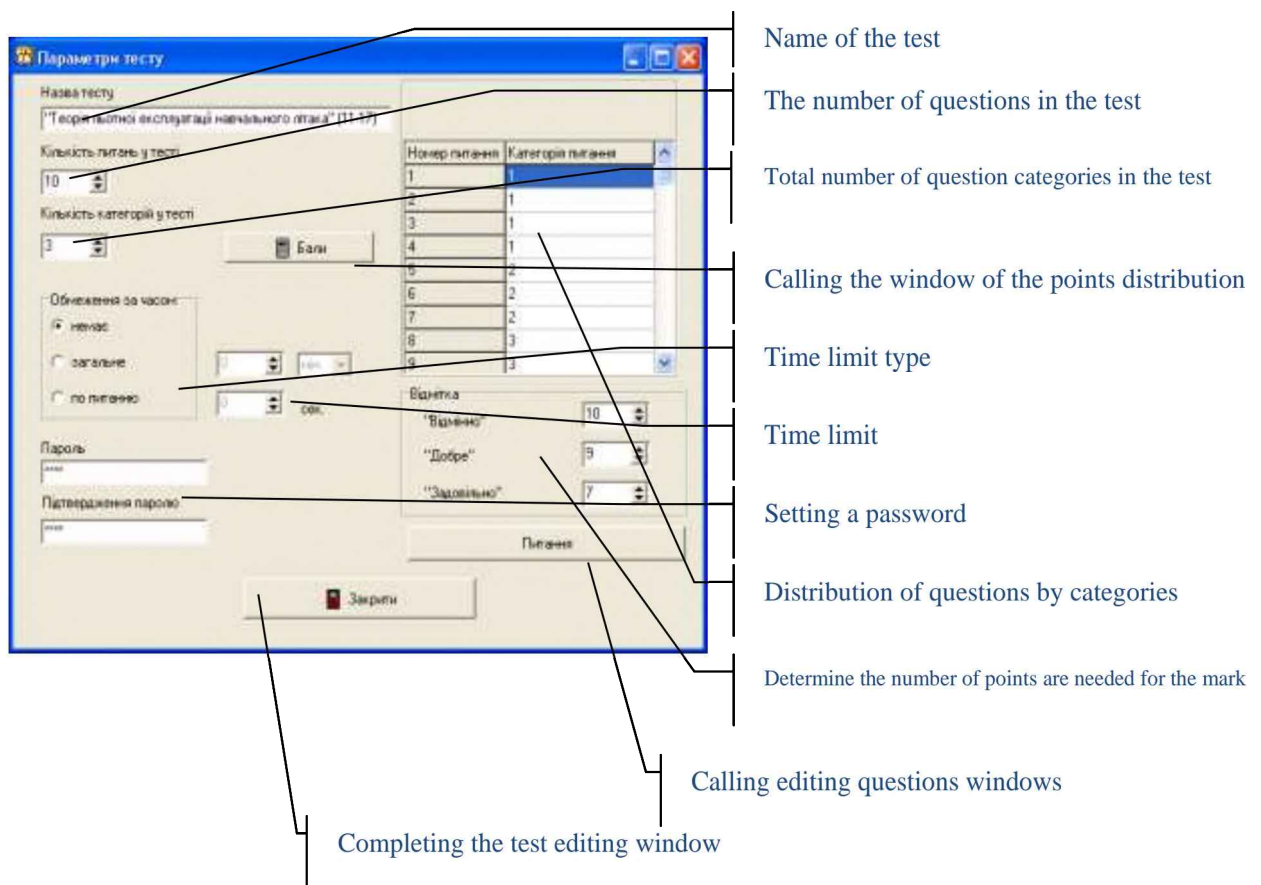 Параметри тесту
Назва тесту
"Теорія льотної експлуатації навчального літака" (11-17)
Кількість питань у тесті
10
Кількість категорій у тесті
3
Бали
Обмеження за часом
немає
загальне
0
сек.
по питанню
0
сек.
Пароль
****
Підтвердження паролю
****
Номер питання Категорія питання
1 1
2 1
3 1
4 1
5 2
6 2
7 2
8 3
9 3
Відмітка
"Відмінно" 10
"Добре" 9
"Задовільно" 7
Питання
Закрити
Name of the test
The number of questions in the test
Total number of question categories in the test
Calling the window of the points distribution
Time limit type
Time limit
Setting a password
Distribution of questions by categories
Determine the number of points are needed for the mark
Calling editing questions windows
Completing the test editing window